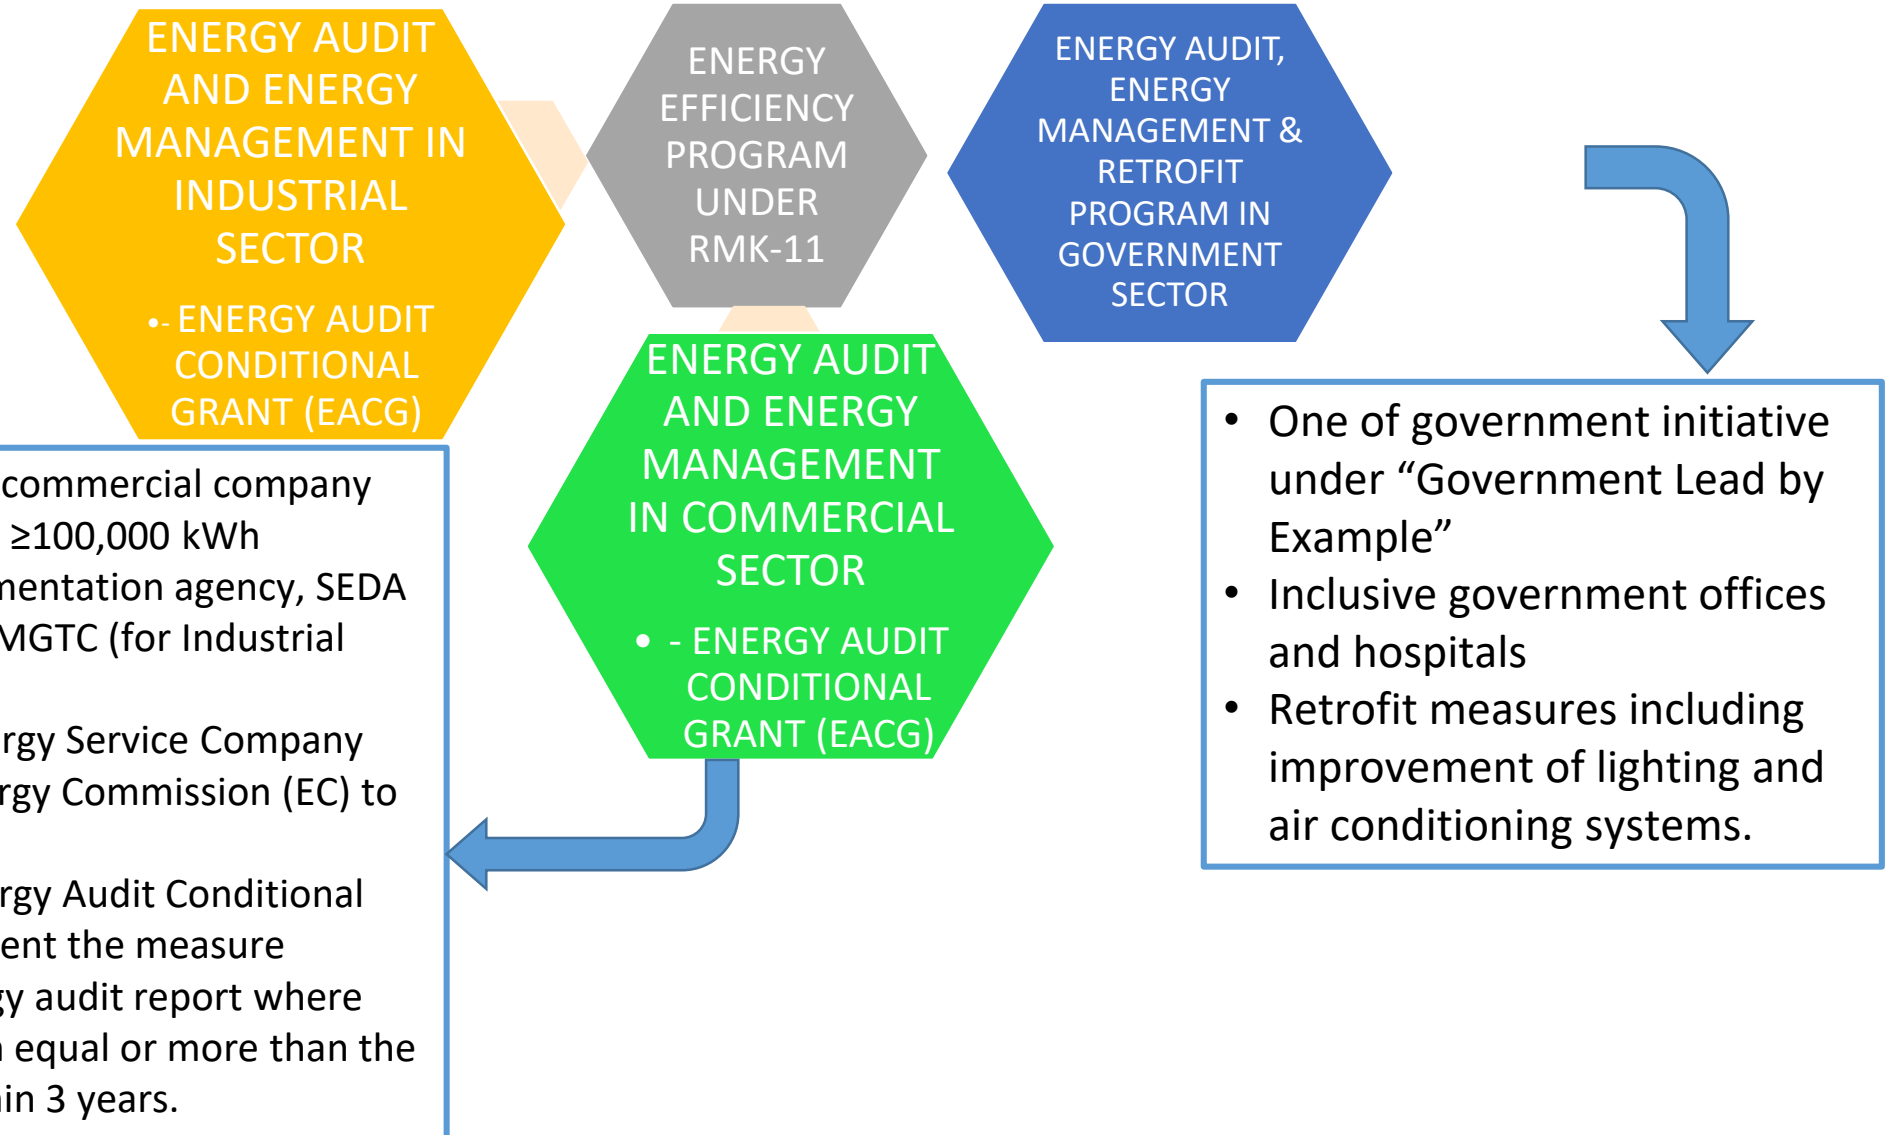 ENERGY AUDIT
AND ENERGY
MANAGEMENT IN
INDUSTRIAL
SECTOR
•- ENERGY AUDIT
CONDITIONAL
GRANT (EACG)
ENERGY
EFFICIENCY
PROGRAM
UNDER
RMK-11
ENERGY AUDIT,
ENERGY
MANAGEMENT &
RETROFIT
PROGRAM IN
GOVERNMENT
SECTOR
ENERGY AUDIT
AND ENERGY
MANAGEMENT
IN COMMERCIAL
SECTOR
• - ENERGY AUDIT
CONDITIONAL
GRANT (EACG)
commercial company
≥100,000 kWh
mentation agency, SEDA
MGTC (for Industrial
rgy Service Company
rgy Commission (EC) to
rgy Audit Conditional
ent the measure
gy audit report where
equal or more than the
in 3 years.
• One of government initiative
under “Government Lead by
Example”
• Inclusive government offices
and hospitals
• Retrofit measures including
improvement of lighting and
air conditioning systems.